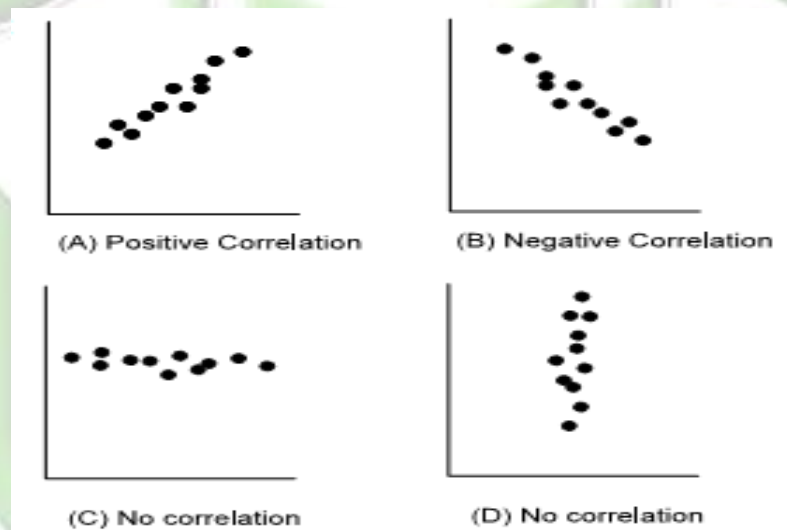 (A) Positive Correlation
(B) Negative Correlation
(C) No correlation
(D) No correlation